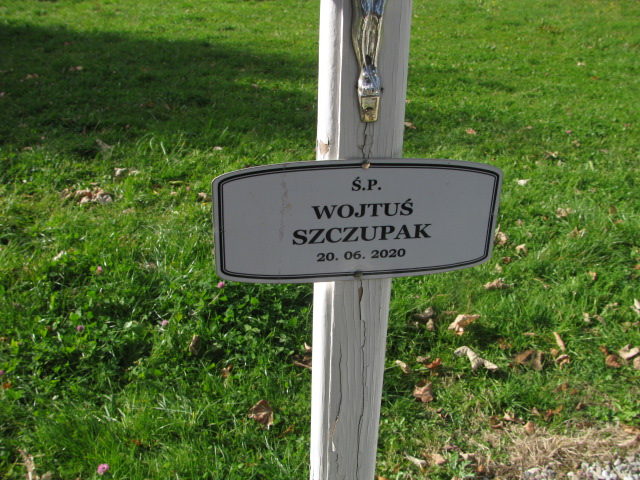 Ś.P.
WOJTUŚ
SZCZUPAK
20. 06. 2020